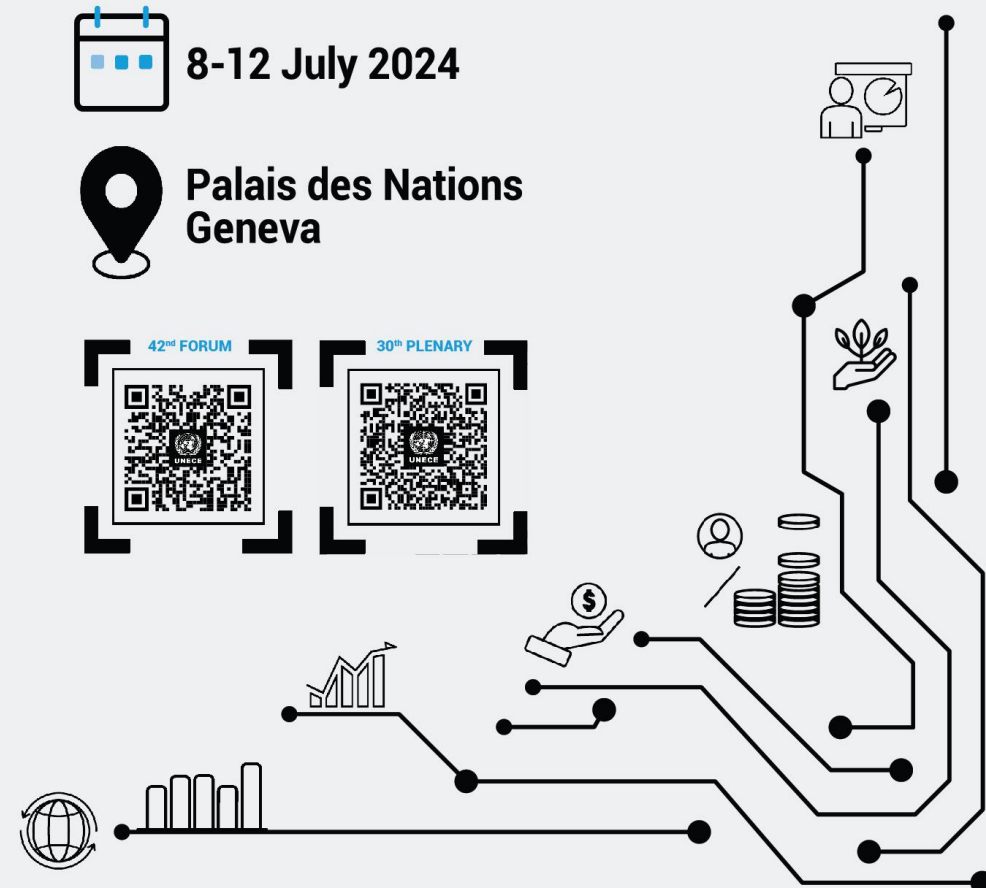 8-12 July 2024
Palais des Nations
Geneva
42nd FORUM
30th PLENARY
UNECE
UNECE
$